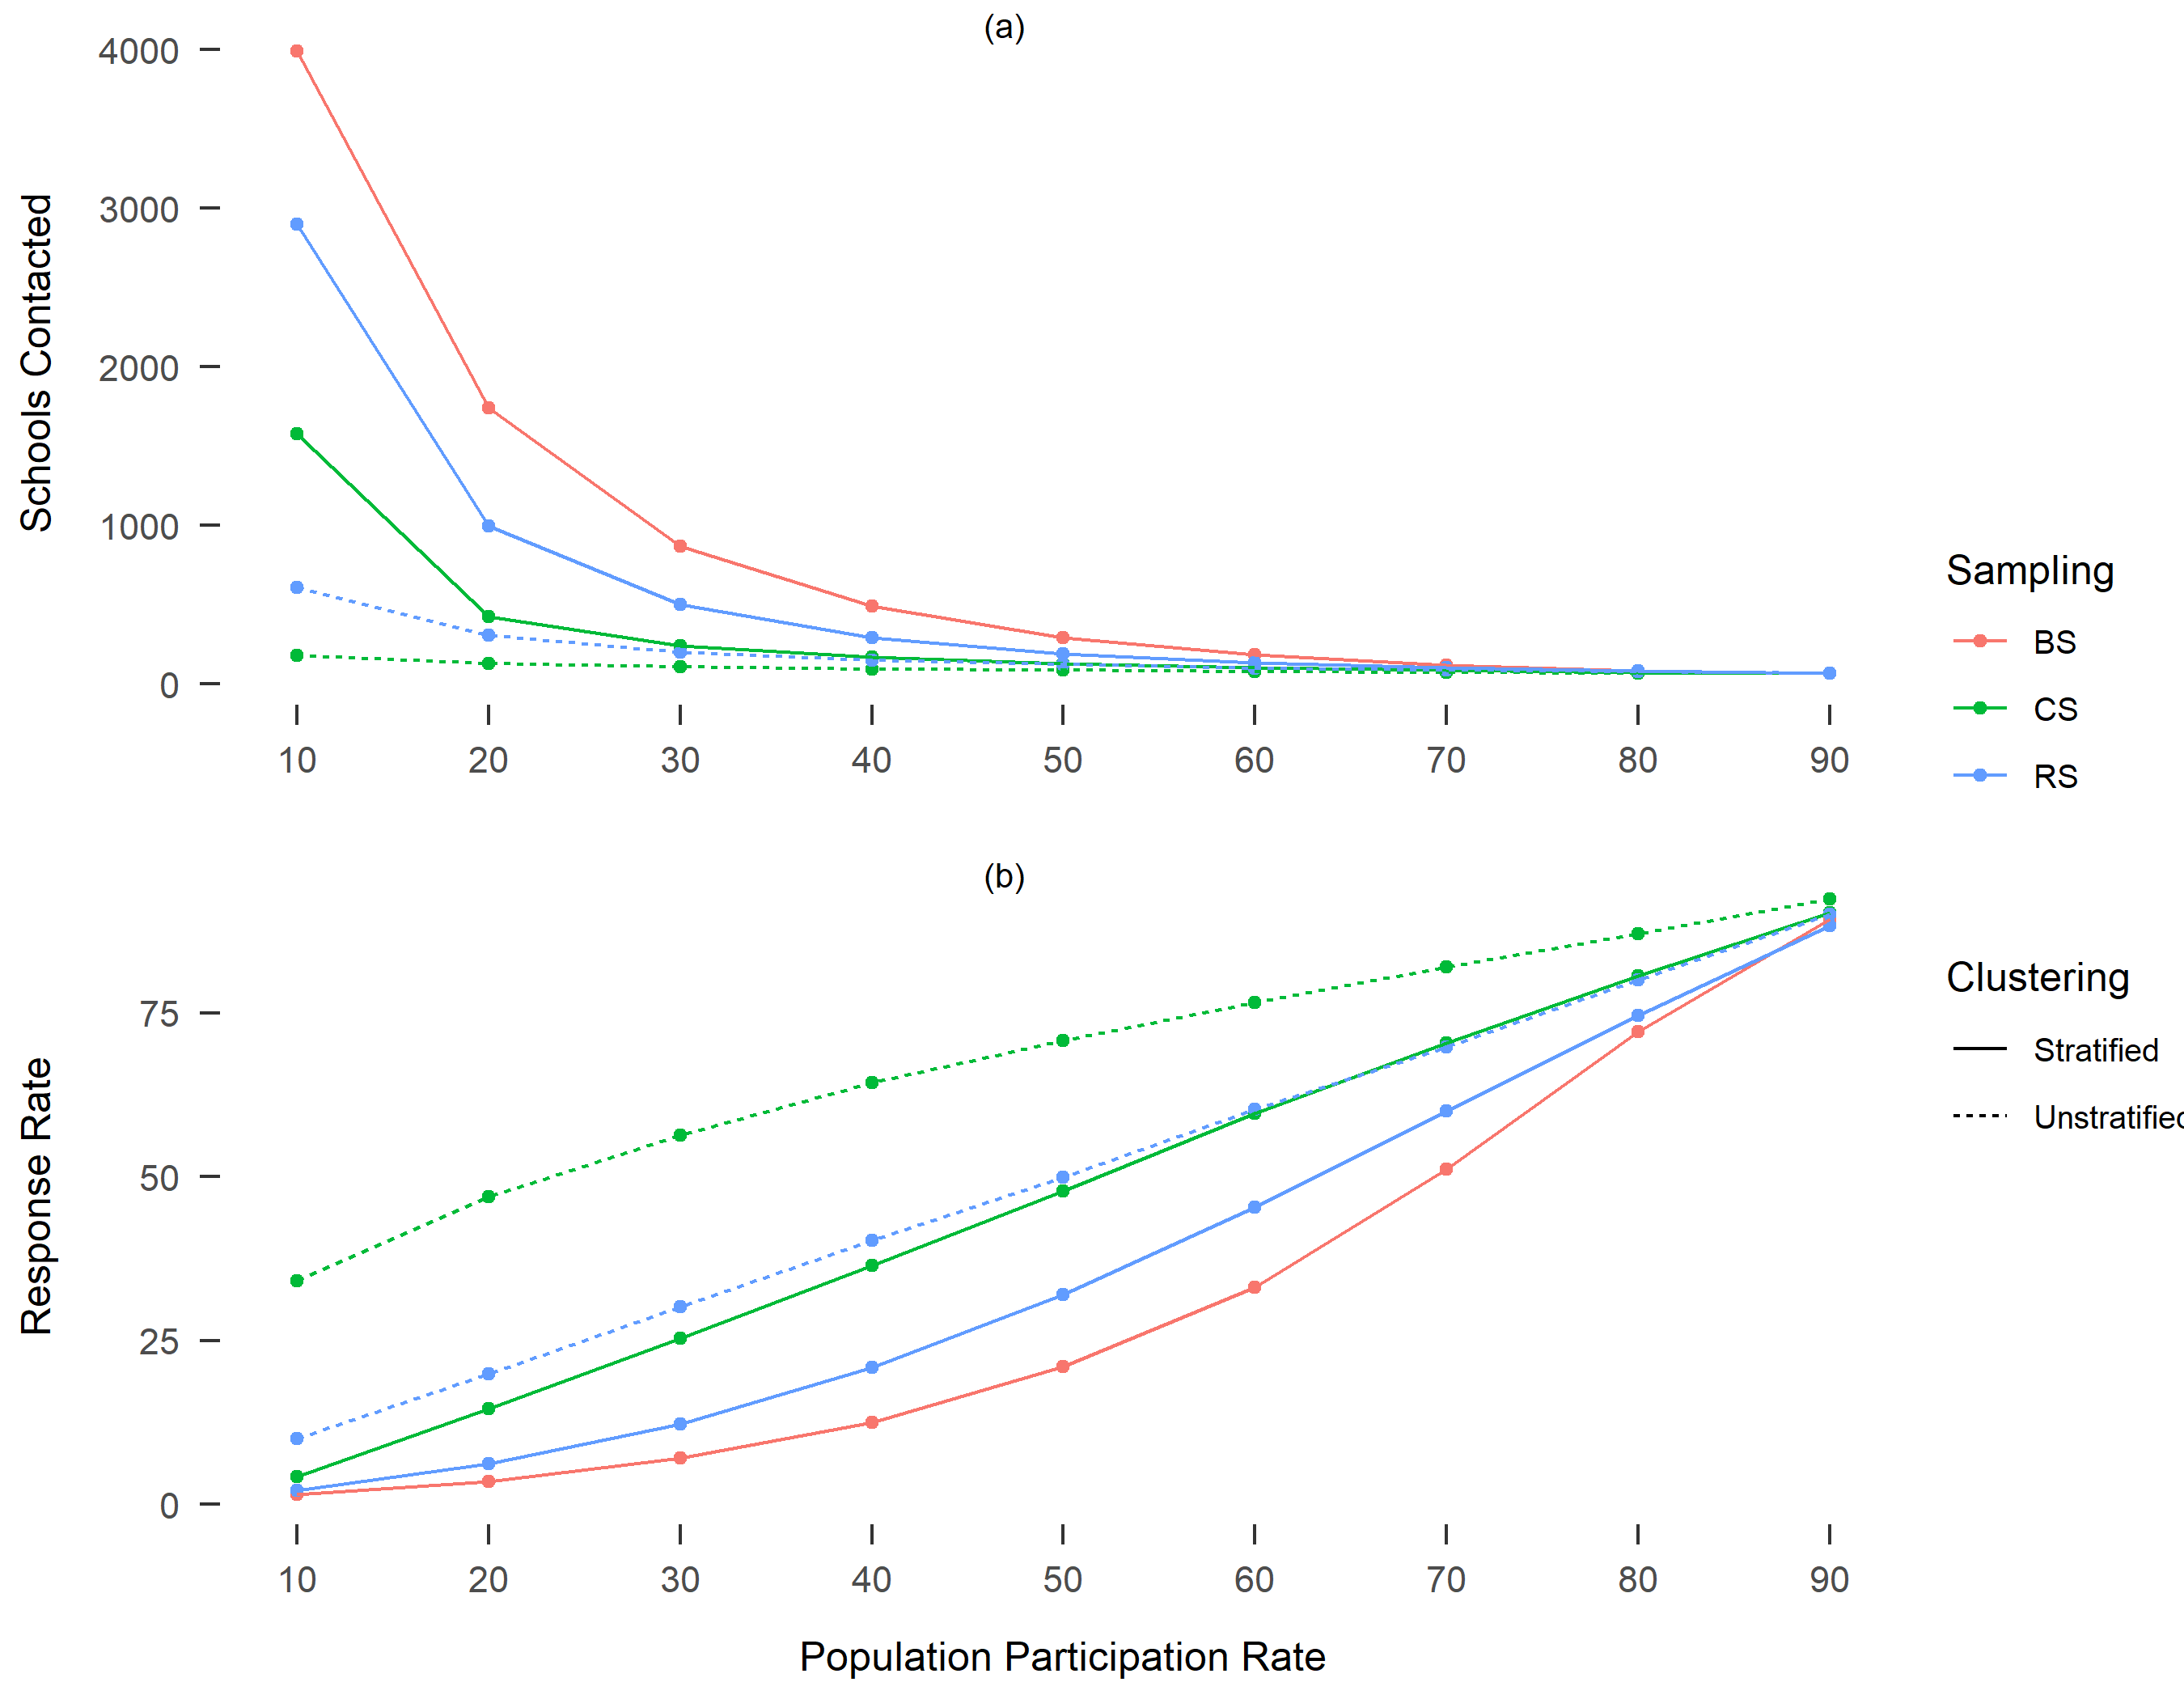 (a)
4000
3000
2000
1000
0
Schools Contacted
10 20 30 40 50 60 70 80 90
Sampling
BS
CS
RS
(b)
75
50
25
0
Response Rate
10 20 30 40 50 60 70 80 90
Population Participation Rate
Clustering
Stratified
Unstratified